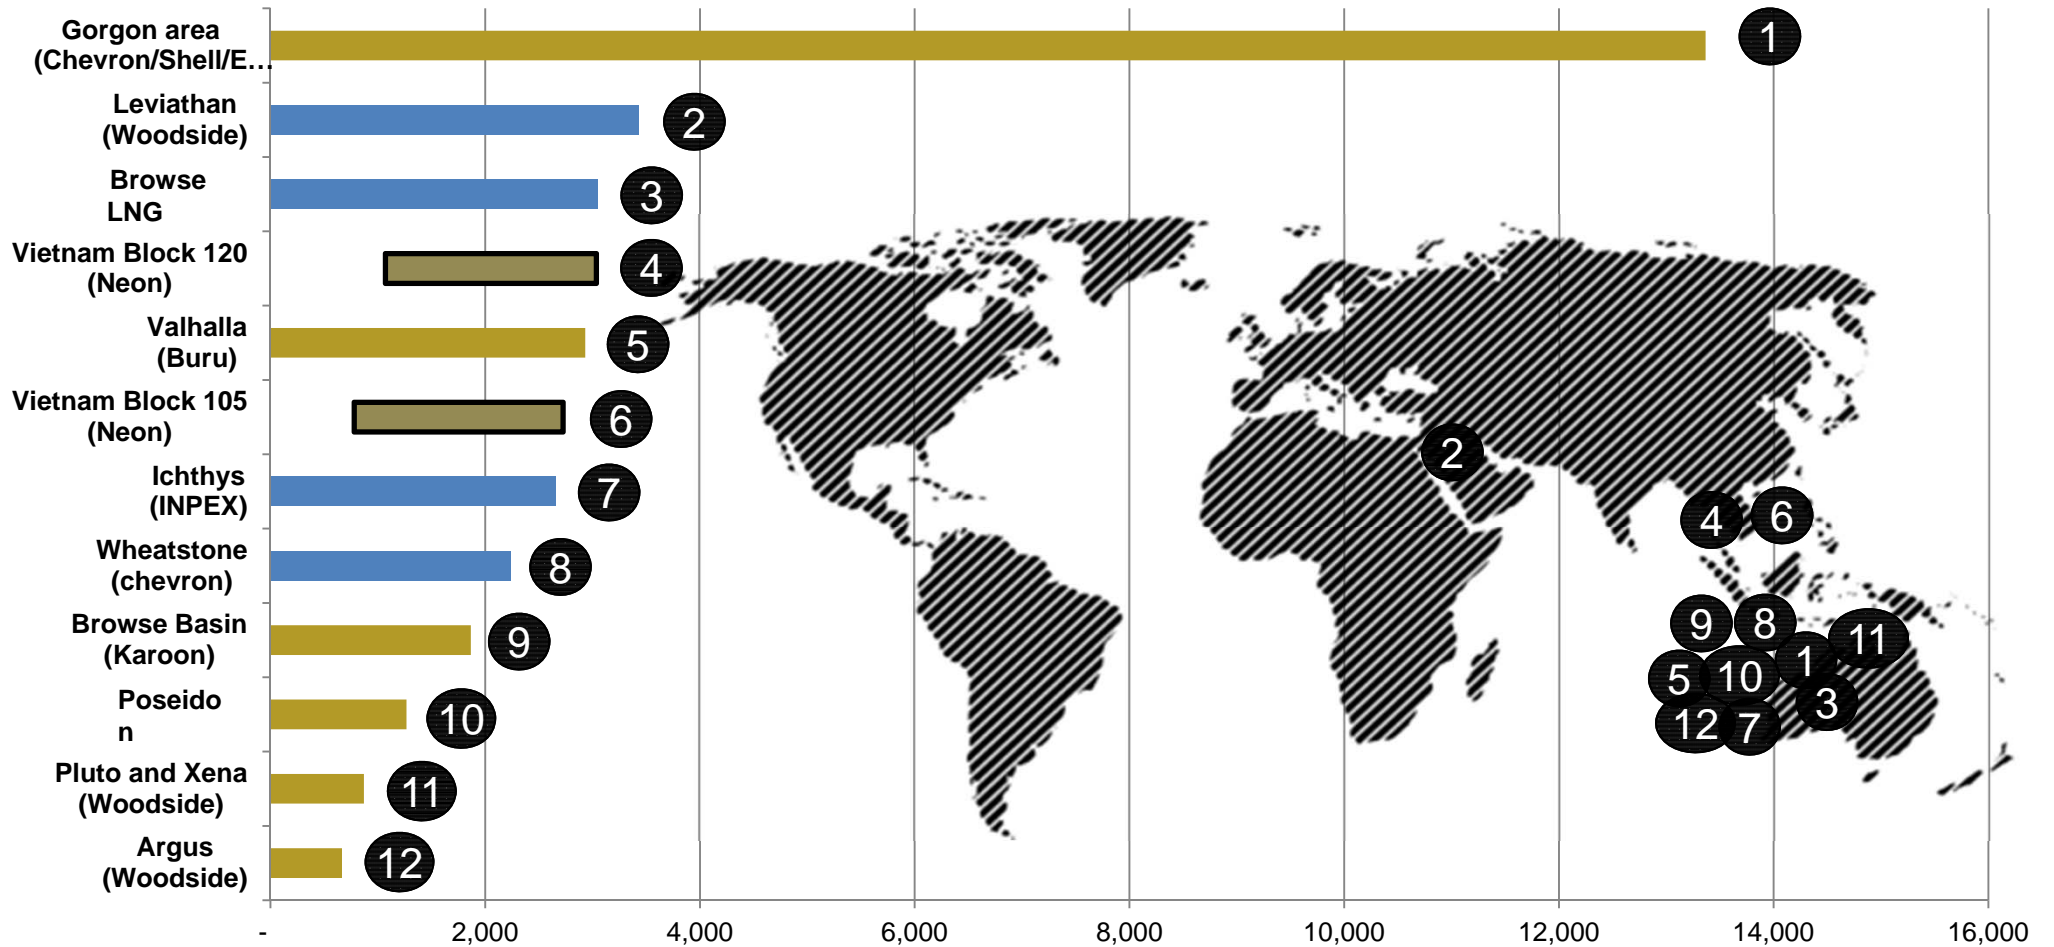 Gorgon area
(Chevron/Shell/E...
1
Leviathan
(Woodside)
2
Browse
LNG
3
Vietnam Block 120
(Neon)
4
Valhalla
(Buru)
5
Vietnam Block 105
(Neon)
6
Ichthys
(INPEX)
7
Wheatstone
(chevron)
8
Browse Basin
(Karoon)
9
Poseido
n
10
Pluto and Xena
(Woodside)
11
Argus
(Woodside)
12
2
4 6
9 8 11
5 10 1
12 7 3
- 2,000 4,000 6,000 8,000 10,000 12,000 14,000 16,000